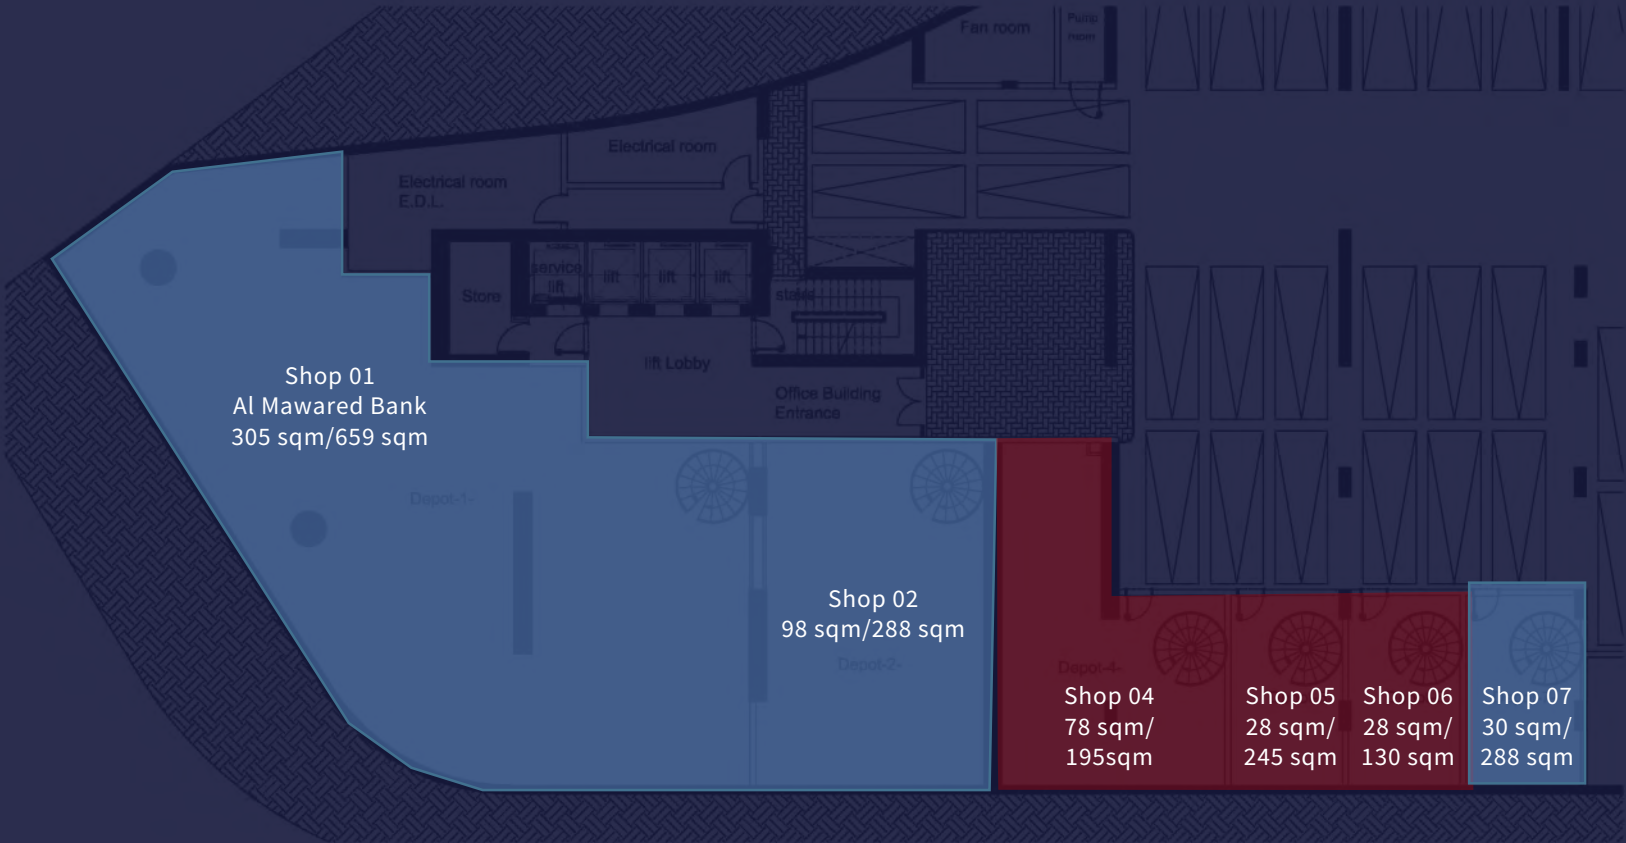 Fan room
Pump
room
Electrical room
Electrical room
E.D.L.
service
lift
lift
lift
lift
Store
stairs
lift Lobby
Office Building
Entrance
Shop 01
Al Mawared Bank
305 sqm/659 sqm
Depot-1-
Shop 02
98 sqm/288 sqm
Depot-2-
Depot-4-
Shop 04
78 sqm/
195sqm
Shop 05
28 sqm/
245 sqm
Shop 06
28 sqm/
130 sqm
Shop 07
30 sqm/
288 sqm